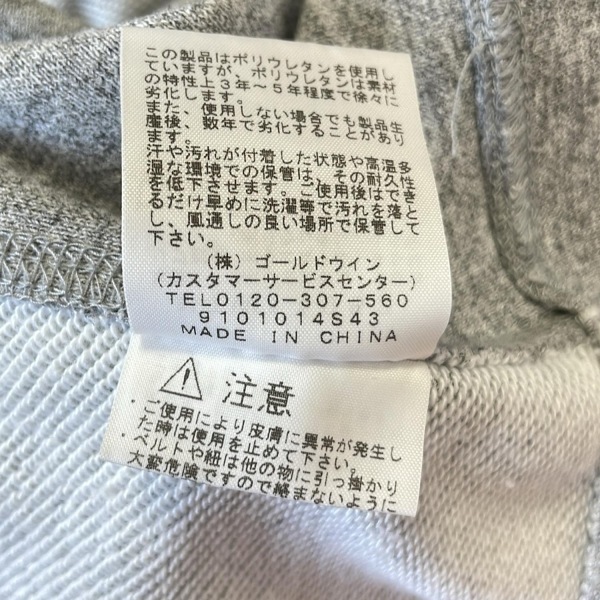 この製品はポリウレタンを使用し
ていますが、ポリウレタンは素材
の特性上3年～5年程度で徐々に
劣化します。
また、使用しない場合でも製品生
産後、数年で劣化することがあり
ます。
汗や汚れが付着した状態や高温多
湿な環境での保管は、その耐久性
を低下させます。ご使用後はでき
るだけ早めに洗濯等で汚れを落と
し、風通しの良い場所で保管して
下さい。
(株) ゴールドウイン
(カスタマーサービスセンター)
TEL0120-307-560
9101014S43
MADE IN CHINA
注意
・ご使用により皮膚に異常が発生し
た時は使用を止めて下さい。
・ベルトや紐は他の物に引っ掛かり
大変危険ですので絡まないように